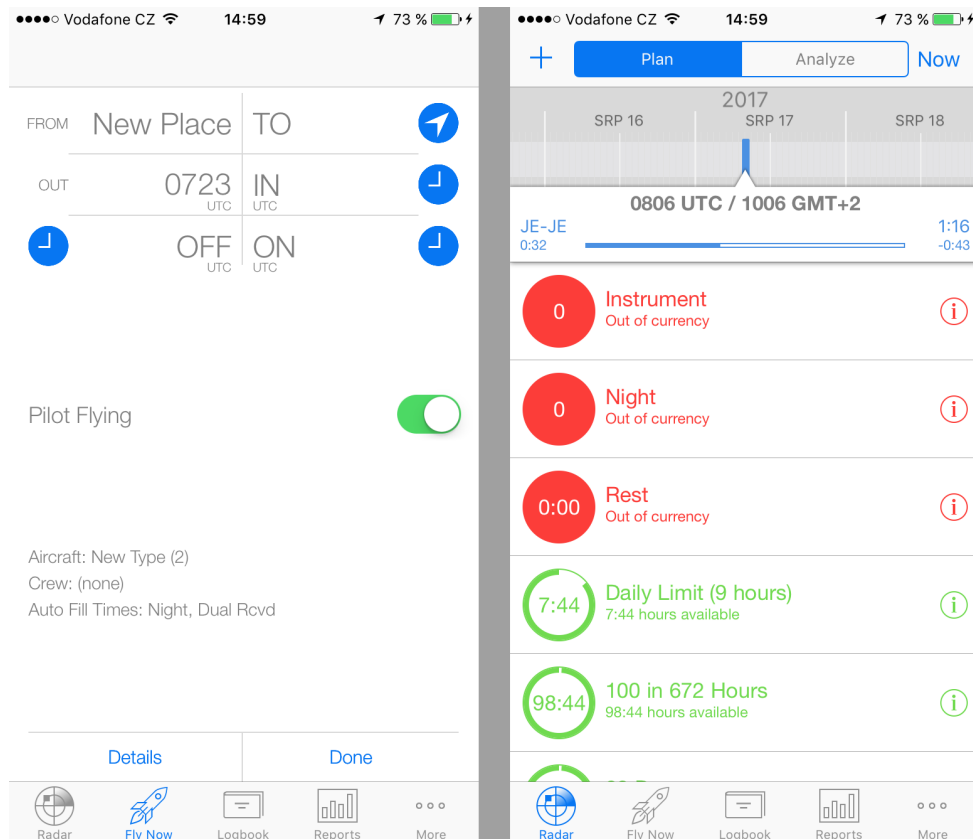 Vodafone CZ 14:59 73 %
FROM New Place TO
OUT 0723 IN
UTC UTC
OFF ON
UTC UTC
Pilot Flying
Aircraft: New Type (2)
Crew: (none)
Auto Fill Times: Night, Dual Rcvd
Details Done
Radar Fly Now Logbook Reports More
Vodafone CZ 14:59 73 %
+ Plan Analyze Now
2017
SRP 16 SRP 17 SRP 18
0806 UTC / 1006 GMT+2
JE-JE 1:16
0:32 -0:43
0 Instrument
Out of currency
0 Night
Out of currency
0:00 Rest
Out of currency
7:44 Daily Limit (9 hours)
7:44 hours available
98:44 100 in 672 Hours
98:44 hours available
Radar Fly Now Logbook Reports More